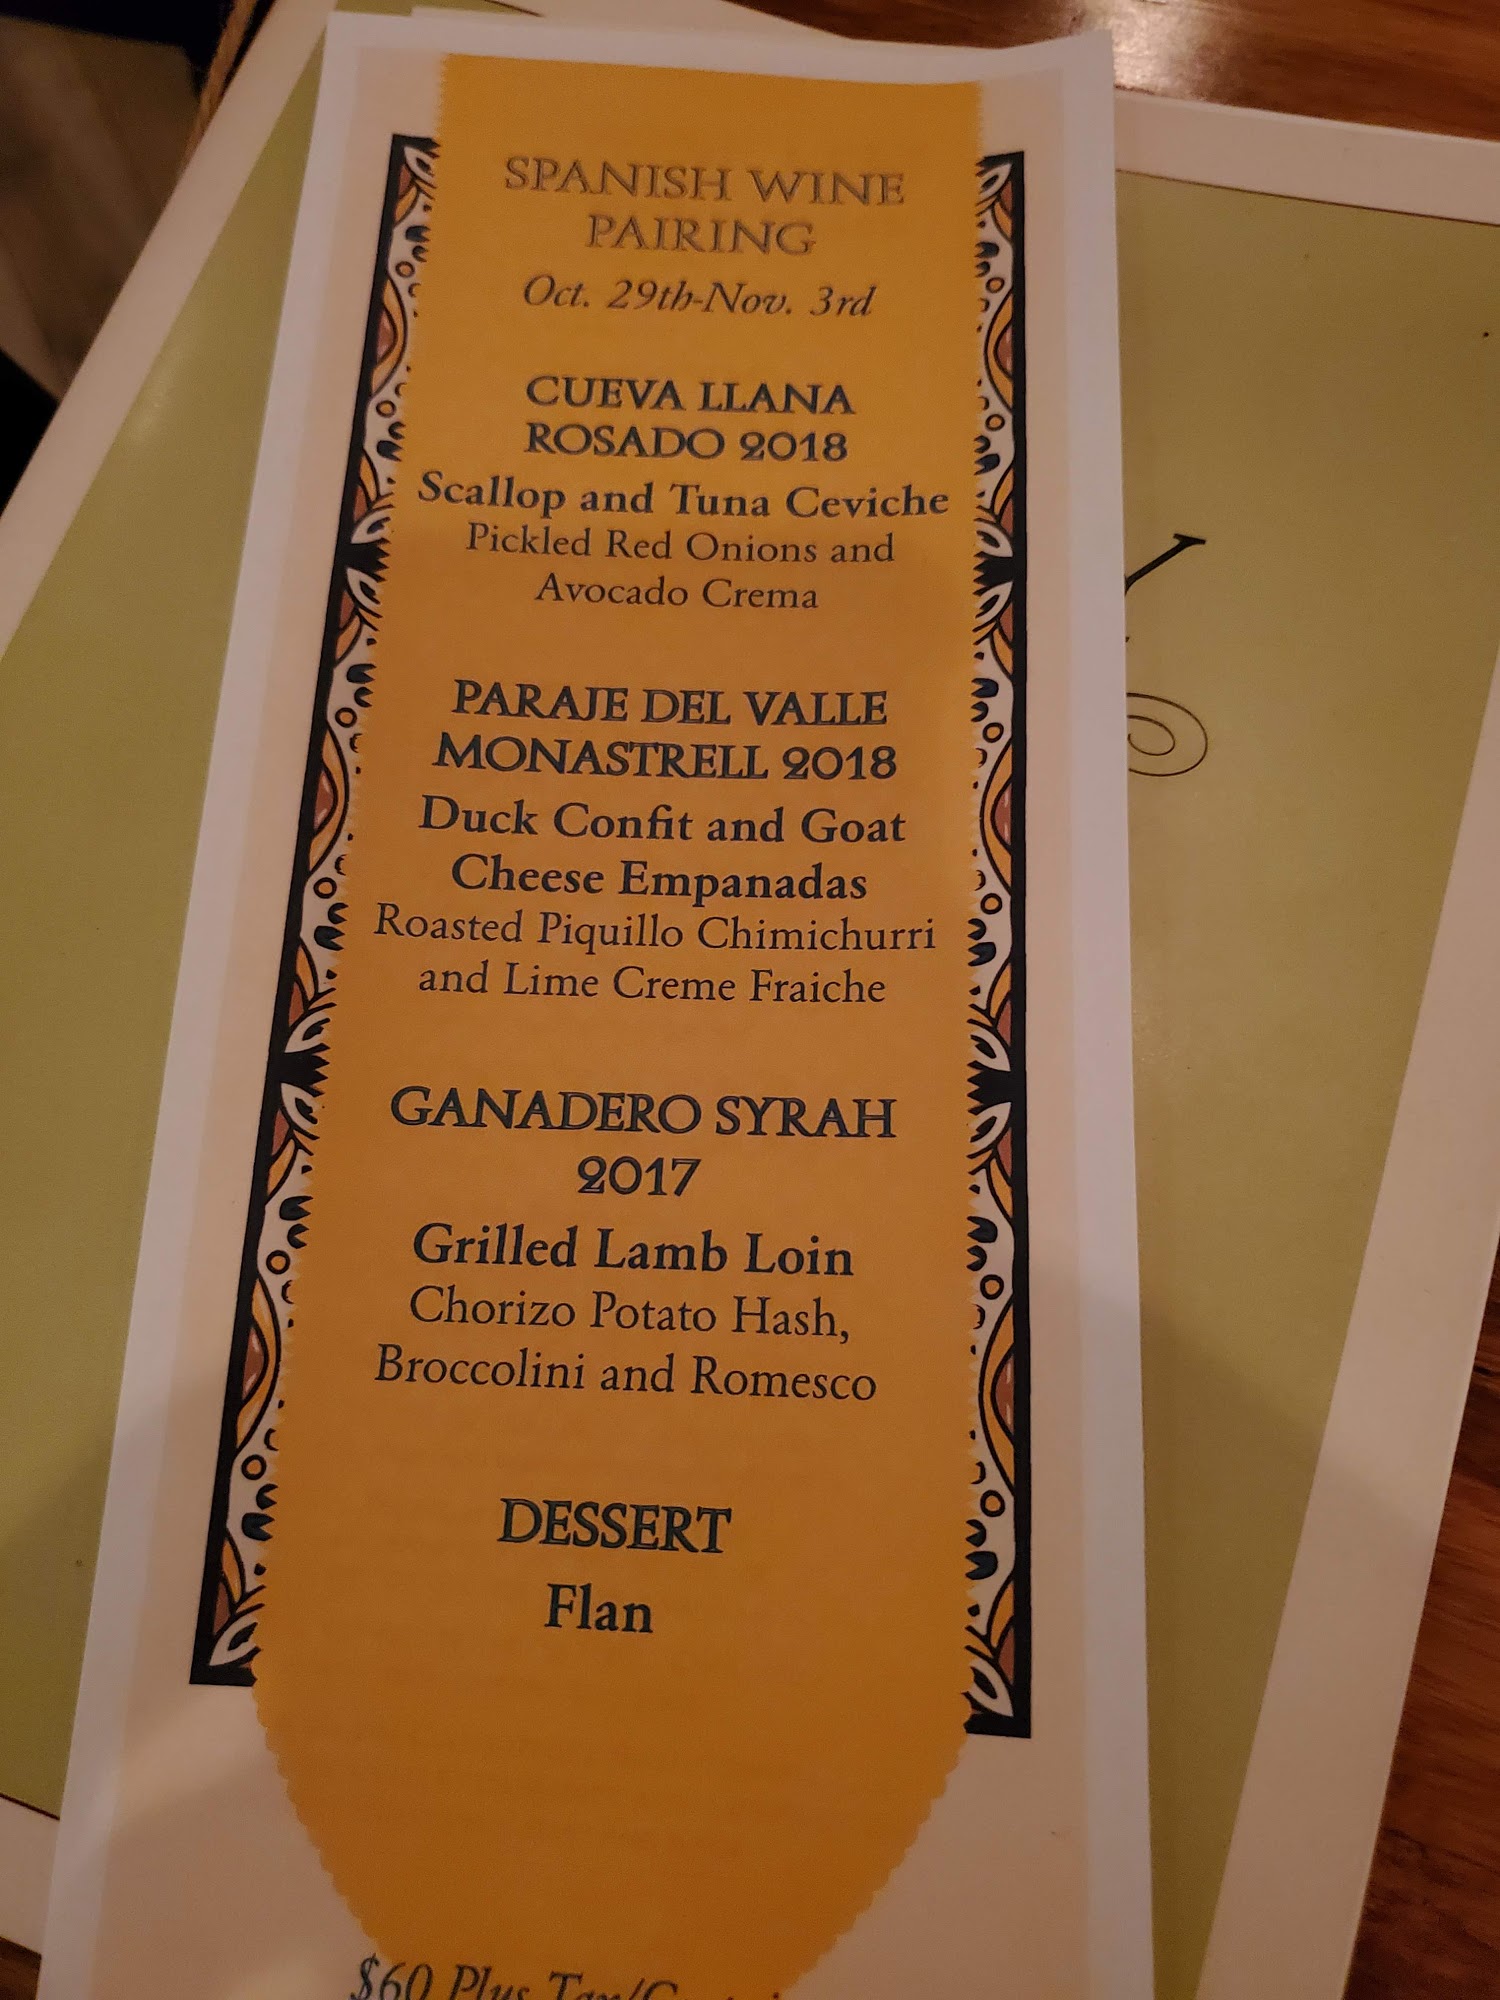 SPANISH WINE
PAIRING
Oct. 29th-Nov. 3rd
CUEVA LLANA
ROSADO 2018
Scallop and Tuna Ceviche
Pickled Red Onions and
Avocado Crema
PARAJE DEL VALLE
MONASTRELL 2018
Duck Confit and Goat
Cheese Empanadas
Roasted Piquillo Chimichurri
and Lime Creme Fraiche
GANADERO SYRAH
2017
Grilled Lamb Loin
Chorizo Potato Hash,
Broccolini and Romesco
DESSERT
Flan
$60 Plus Tax/